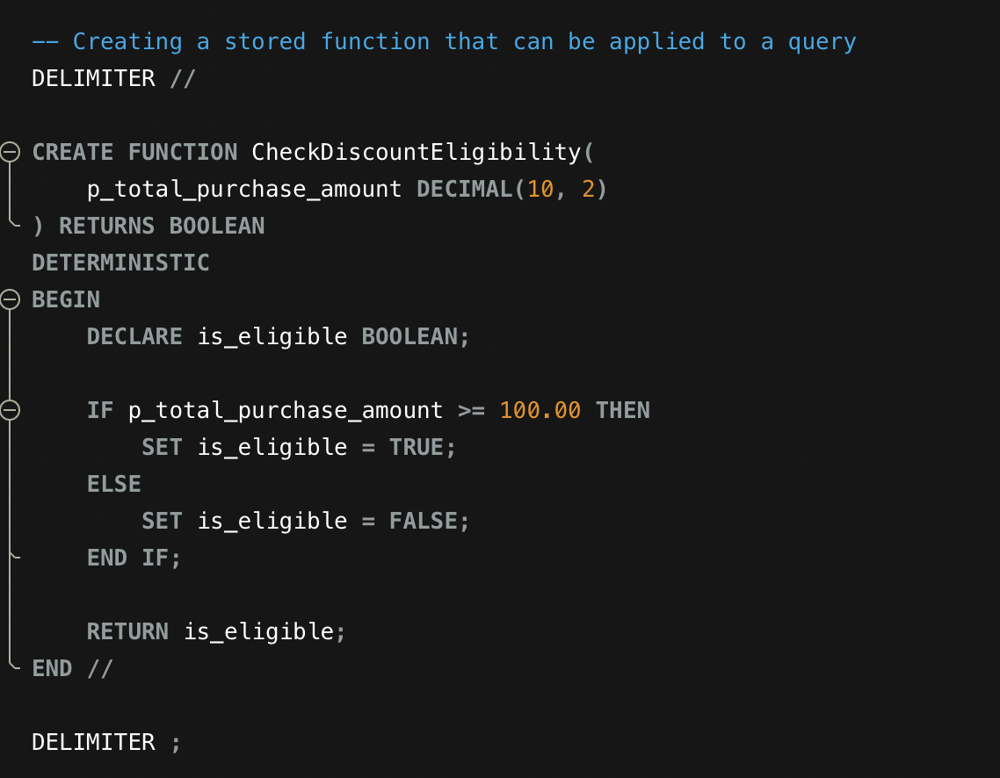 -- Creating a stored function that can be applied to a query
DELIMITER //
CREATE FUNCTION CheckDiscountEligibility(
    p_total_purchase_amount DECIMAL(10, 2)
) RETURNS BOOLEAN
DETERMINISTIC
BEGIN
    DECLARE is_eligible BOOLEAN;
    IF p_total_purchase_amount >= 100.00 THEN
        SET is_eligible = TRUE;
    ELSE
        SET is_eligible = FALSE;
    END IF;
    RETURN is_eligible;
END //
DELIMITER ;